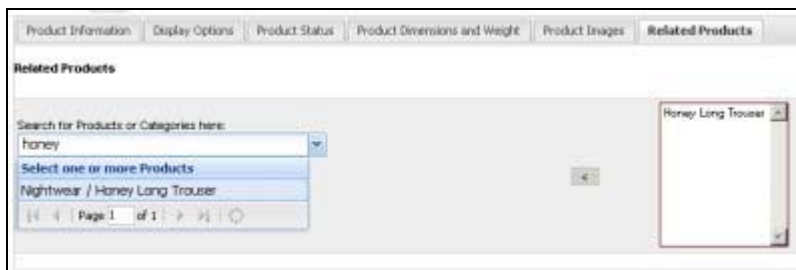 Product Information Display Options Product Status Product Dimensions and Weight Product Images Related Products
Related Products
Search for Products or Categories here:
honey
Select one or more Products
Nightwear / Honey Long Trouser
Page 1 of 1
<
Honey Long Trouser